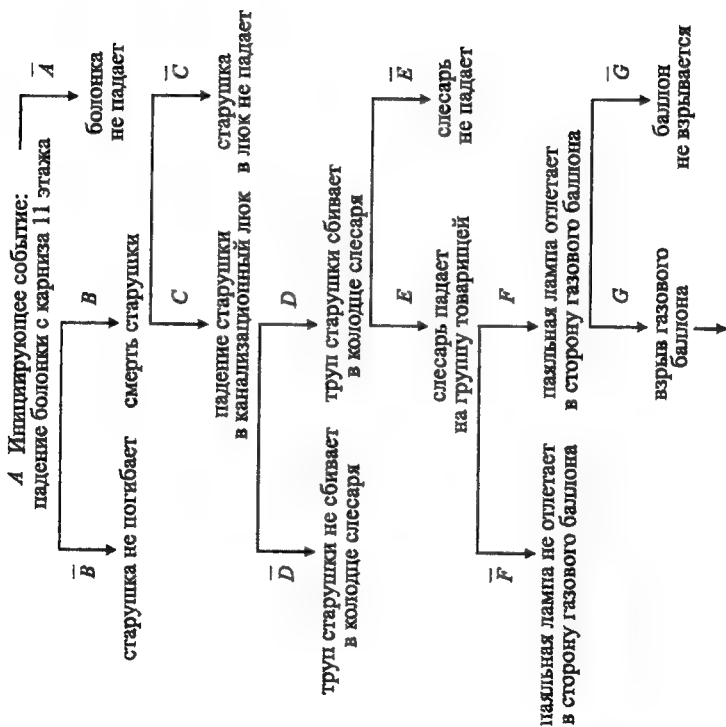 A Инициирующее событие:
падение болонки с карниза 11 этажа
A̅
болонка
не падает
B̅
B
старушка не погибает
смерть старушки
C
C̅
падение старушки
в канализационный люк
старушка
в люк не падает
D̅
D
труп старушки не сбивает
в колодце слесаря
труп старушки сбивает
в колодце слесаря
E
E̅
слесарь падает
на группу товарищей
слесарь
не падает
F̅
F
паяльная лампа не отлетает
в сторону газового баллона
паяльная лампа отлетает
в сторону газового баллона
G
G̅
взрыв газового
баллона
баллон
не взрывается